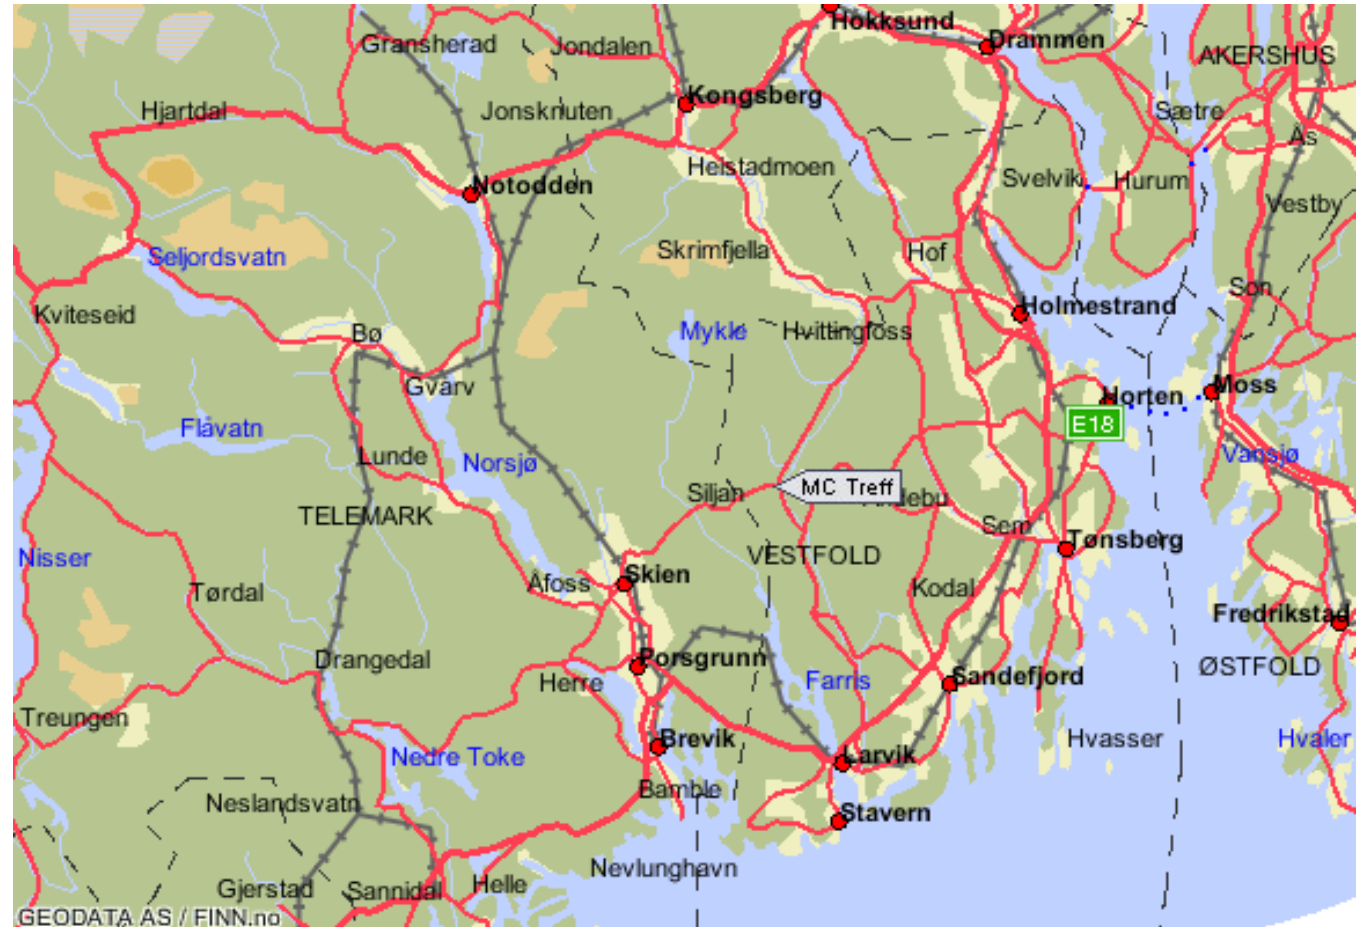 Hokksund
Gransherad
Jondalen
Drammen
AKERSHUS
Kongsberg
Hjartdal
Jonsknuten
Sætre
Ås
Heistadmoen
Notodden
Svelvik
Hurum
Vestby
Seljordsvatn
Skrimfjella
Hof
Son
Kviteseid
Holmestrand
Bø
Mykle
Hvittingfoss
Gvarv
Horten
Moss
E18
Flåvatn
Lunde
Norsjø
Vansjø
Siljan
MC Treff
Andebu
TELEMARK
Sem
Tønsberg
Nisser
VESTFOLD
Skien
Åfoss
Tørdal
Kodal
Fredrikstad
Drangedal
Porsgrunn
ØSTFOLD
Herre
Farris
Sandefjord
Treungen
Brevik
Hvasser
Hvaler
Nedre Toke
Larvik
Bamble
Neslandsvatn
Stavern
Nevlunghavn
Gjerstad
Sannidal
Helle
GEODATA AS / FINN.no